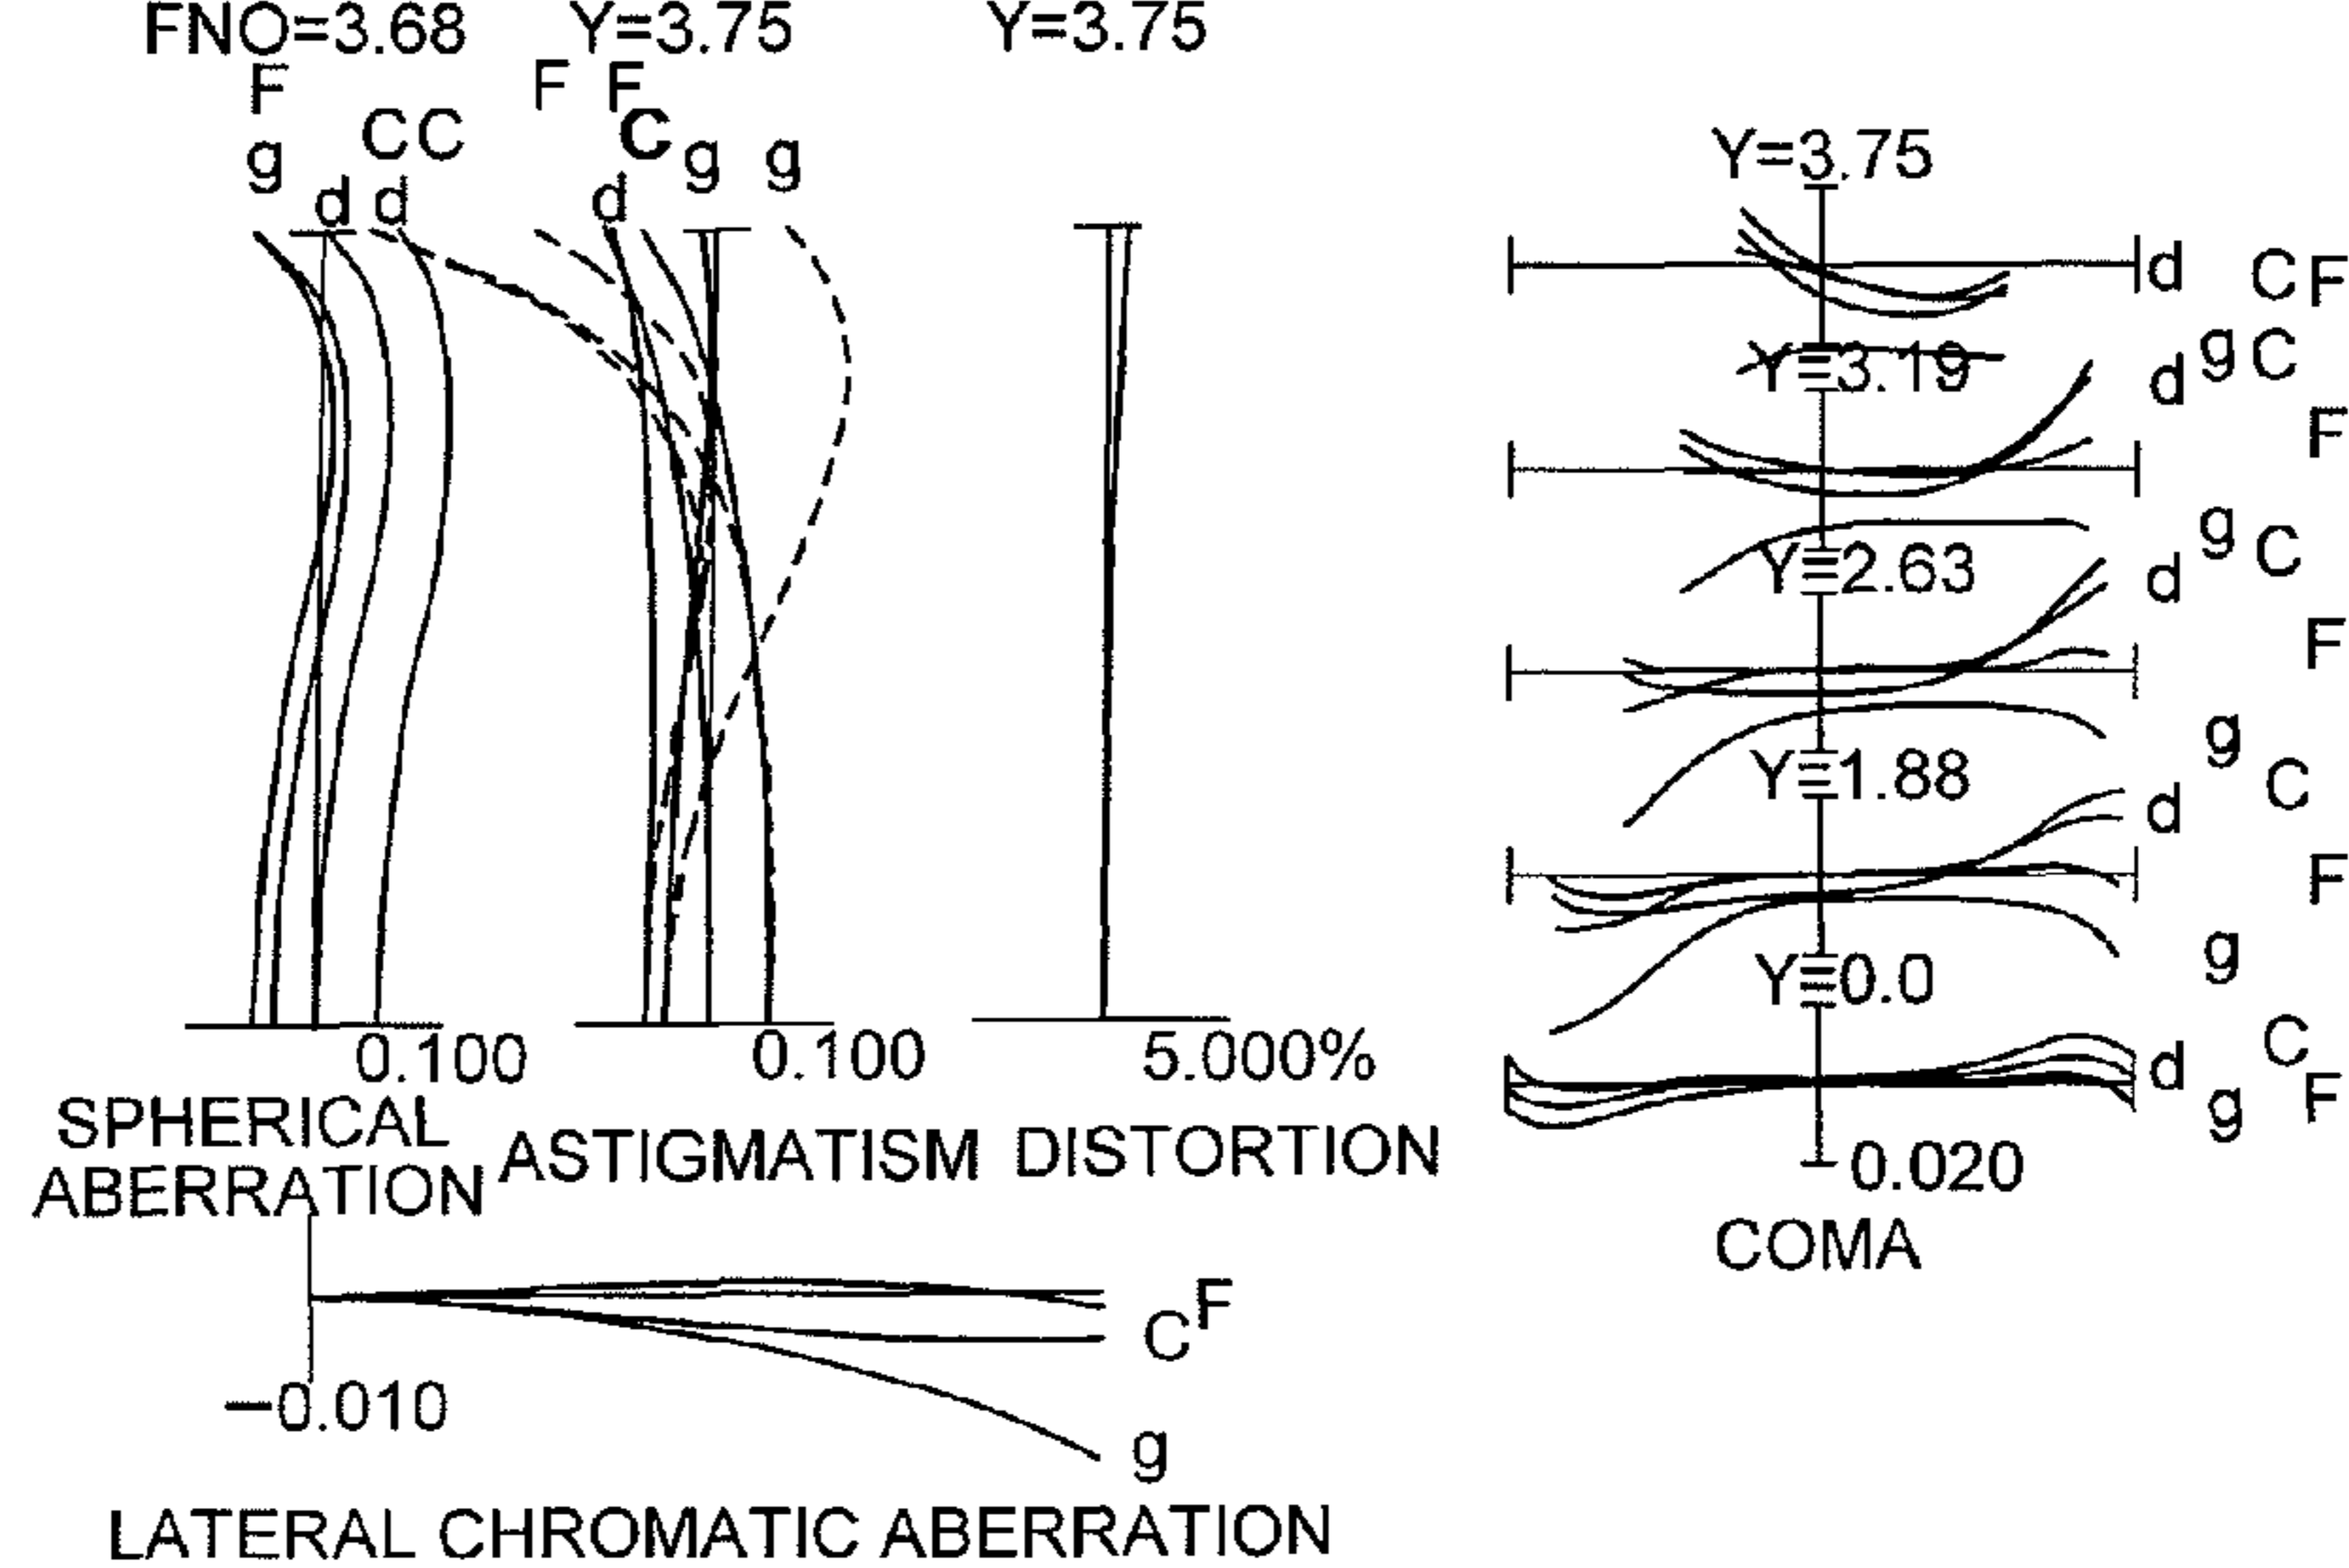 FNO=3.68 Y=3.75 Y=3.75
F F F
C C C
g g g
d d d
Y=3.75
d C F
Y=3.19
g C
d
F
Y=2.63
g C
d
F
Y=1.88
g C
d
F
Y=0.0
g C
d F
g
0.100 0.100 5.000%
0.020
SPHERICAL
ABERRATION ASTIGMATISM DISTORTION
COMA
F
C
-0.010
g
LATERAL CHROMATIC ABERRATION